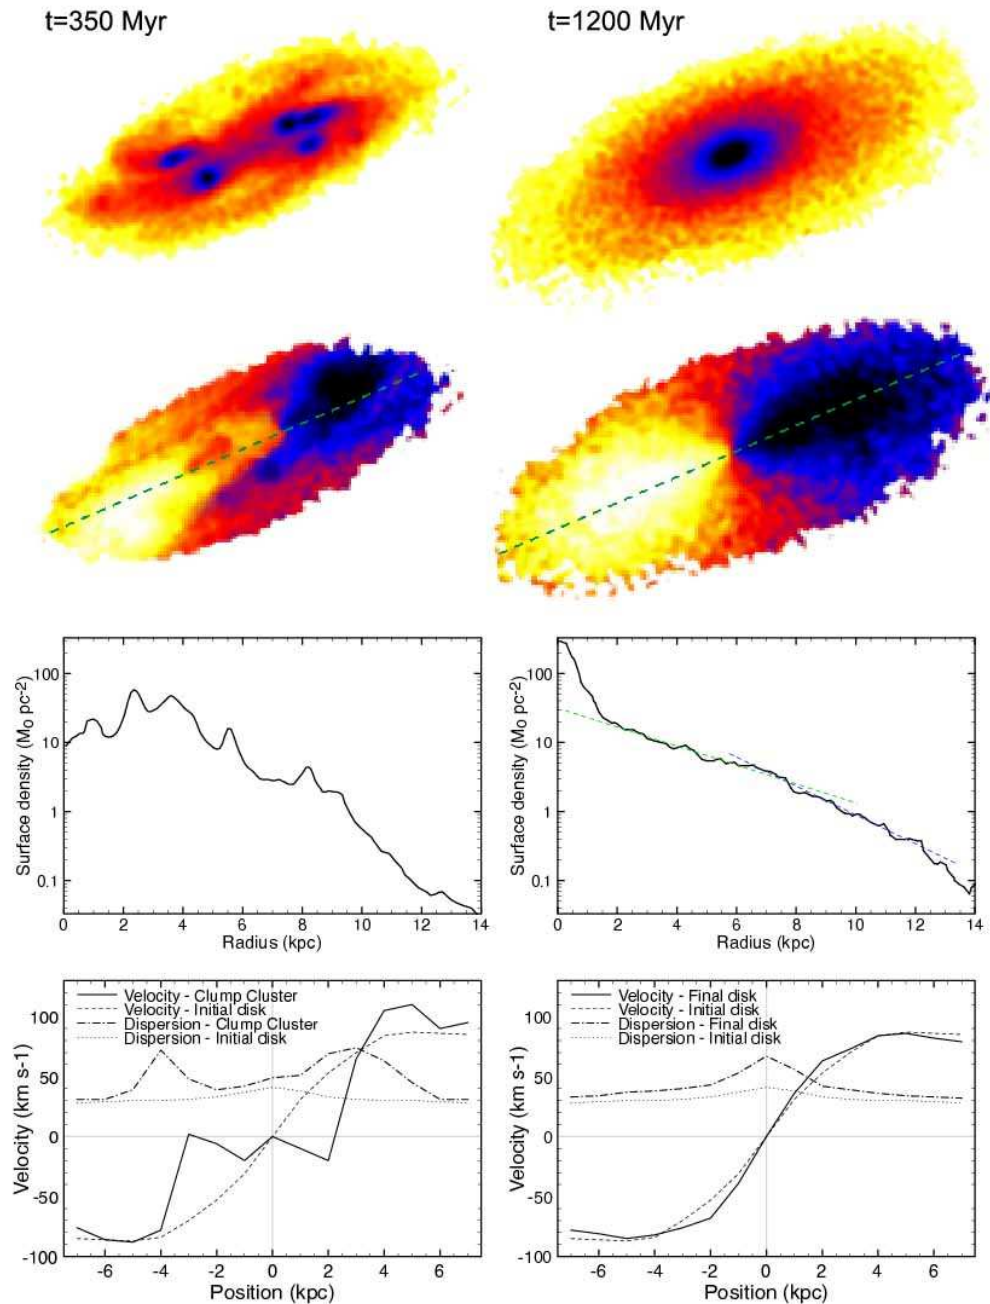 t=350 Myr
t=1200 Myr
Surface density (M₀ pc⁻²)
100
10
1
0.1
0 2 4 6 8 10 12 14
Radius (kpc)
Surface density (M₀ pc⁻²)
100
10
1
0.1
0 2 4 6 8 10 12 14
Radius (kpc)
Velocity (km s-1)
100
50
0
-50
-100
Velocity - Clump Cluster
Velocity - Initial disk
Dispersion - Clump Cluster
Dispersion - Initial disk
-6 -4 -2 0 2 4 6
Position (kpc)
Velocity (km s-1)
100
50
0
-50
-100
Velocity - Final disk
Velocity - Initial disk
Dispersion - Final disk
Dispersion - Initial disk
-6 -4 -2 0 2 4 6
Position (kpc)